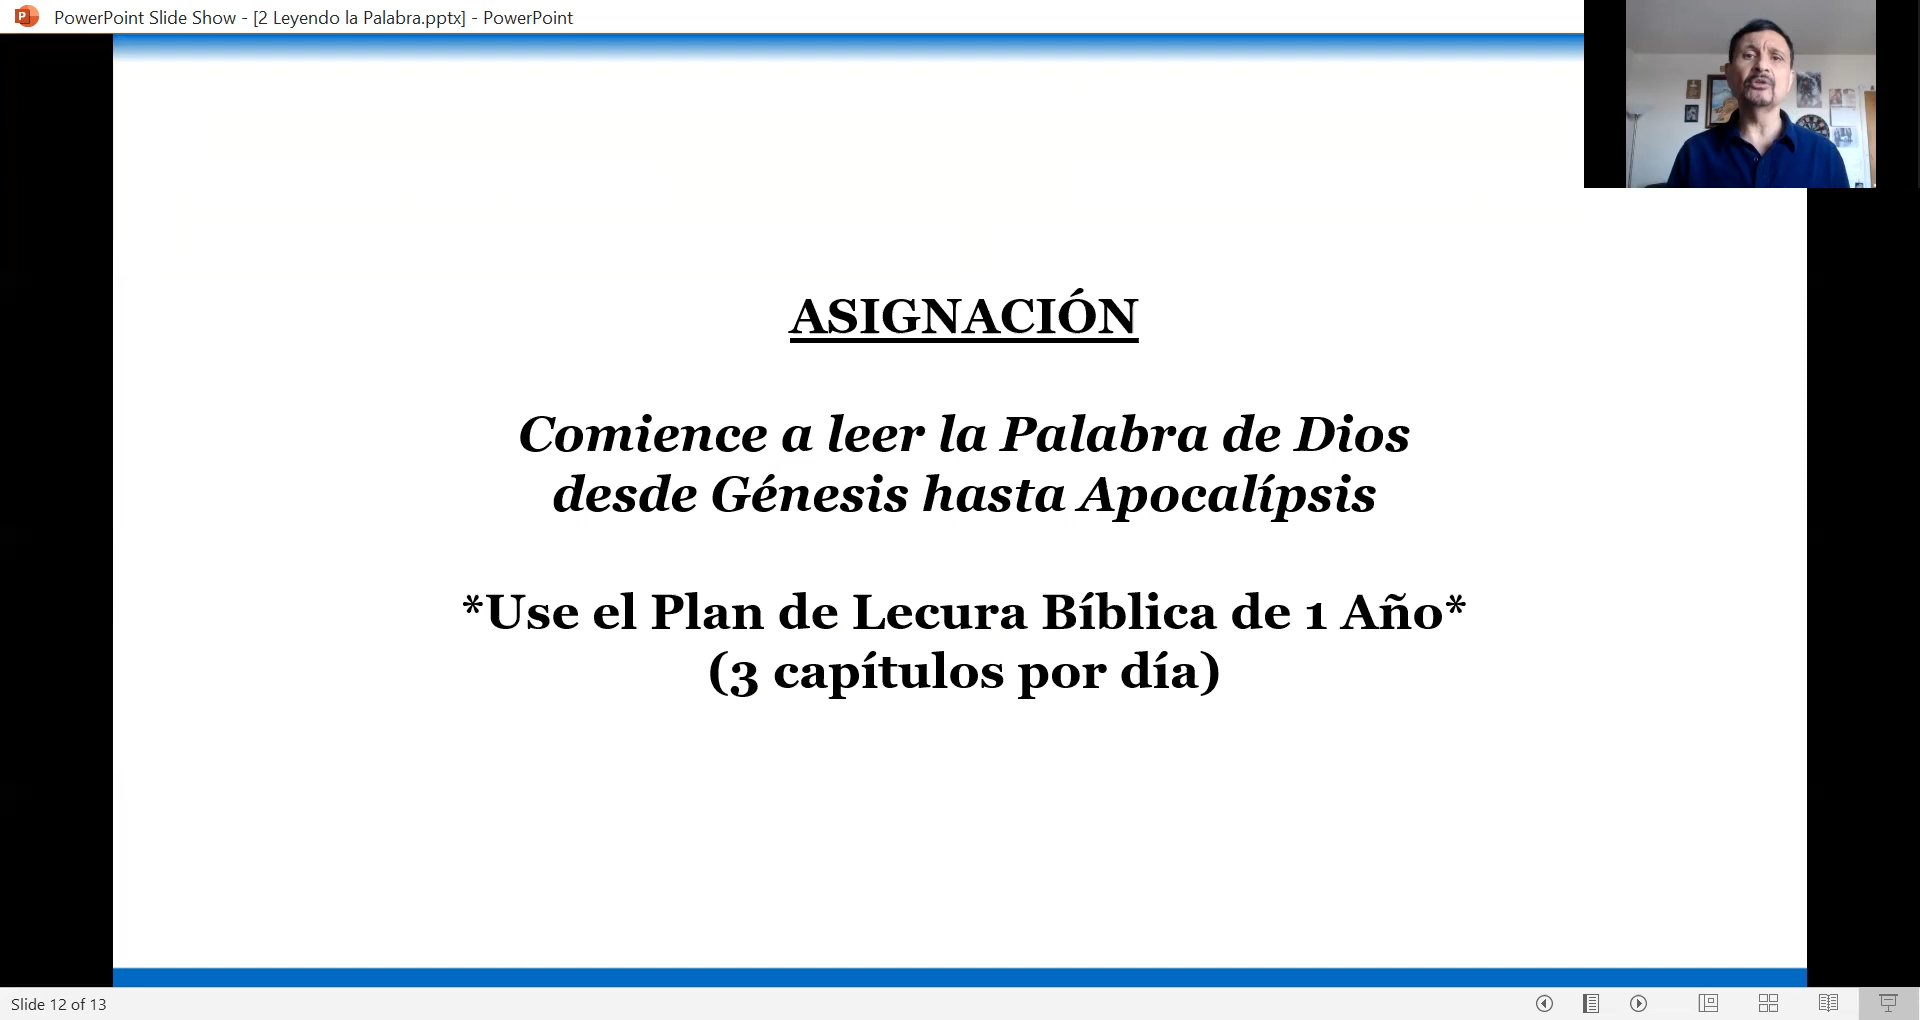 PowerPoint Slide Show - [2 Leyendo la Palabra.pptx] - PowerPoint
ASIGNACIÓN
Comience a leer la Palabra de Dios
desde Génesis hasta Apocalípsis
*Use el Plan de Lecura Bíblica de 1 Año*
(3 capítulos por día)
Slide 12 of 13